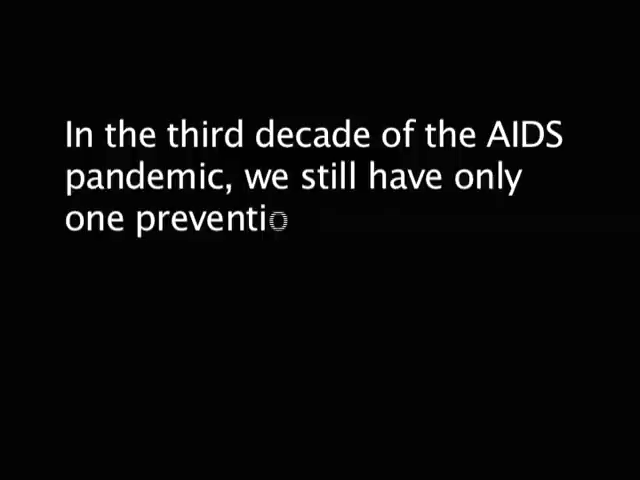 In the third decade of the AIDS
pandemic, we still have only
one preventio